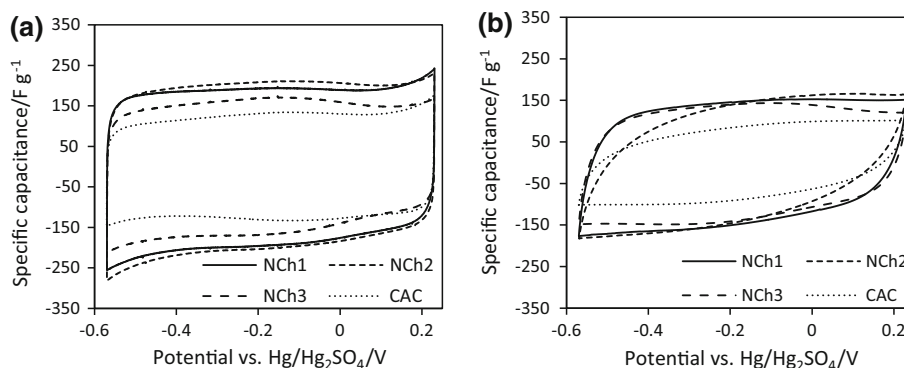 (a)
350
250
150
50
-50
-150
-250
-350
Specific capacitance/F g⁻¹
NCh1 NCh2
NCh3 CAC
-0.6 -0.4 -0.2 0 0.2
Potential vs. Hg/Hg₂SO₄/V
(b)
350
250
150
50
-50
-150
-250
-350
Specific capacitance/F g⁻¹
NCh1 NCh2
NCh3 CAC
-0.6 -0.4 -0.2 0 0.2
Potential vs. Hg/Hg₂SO₄/V